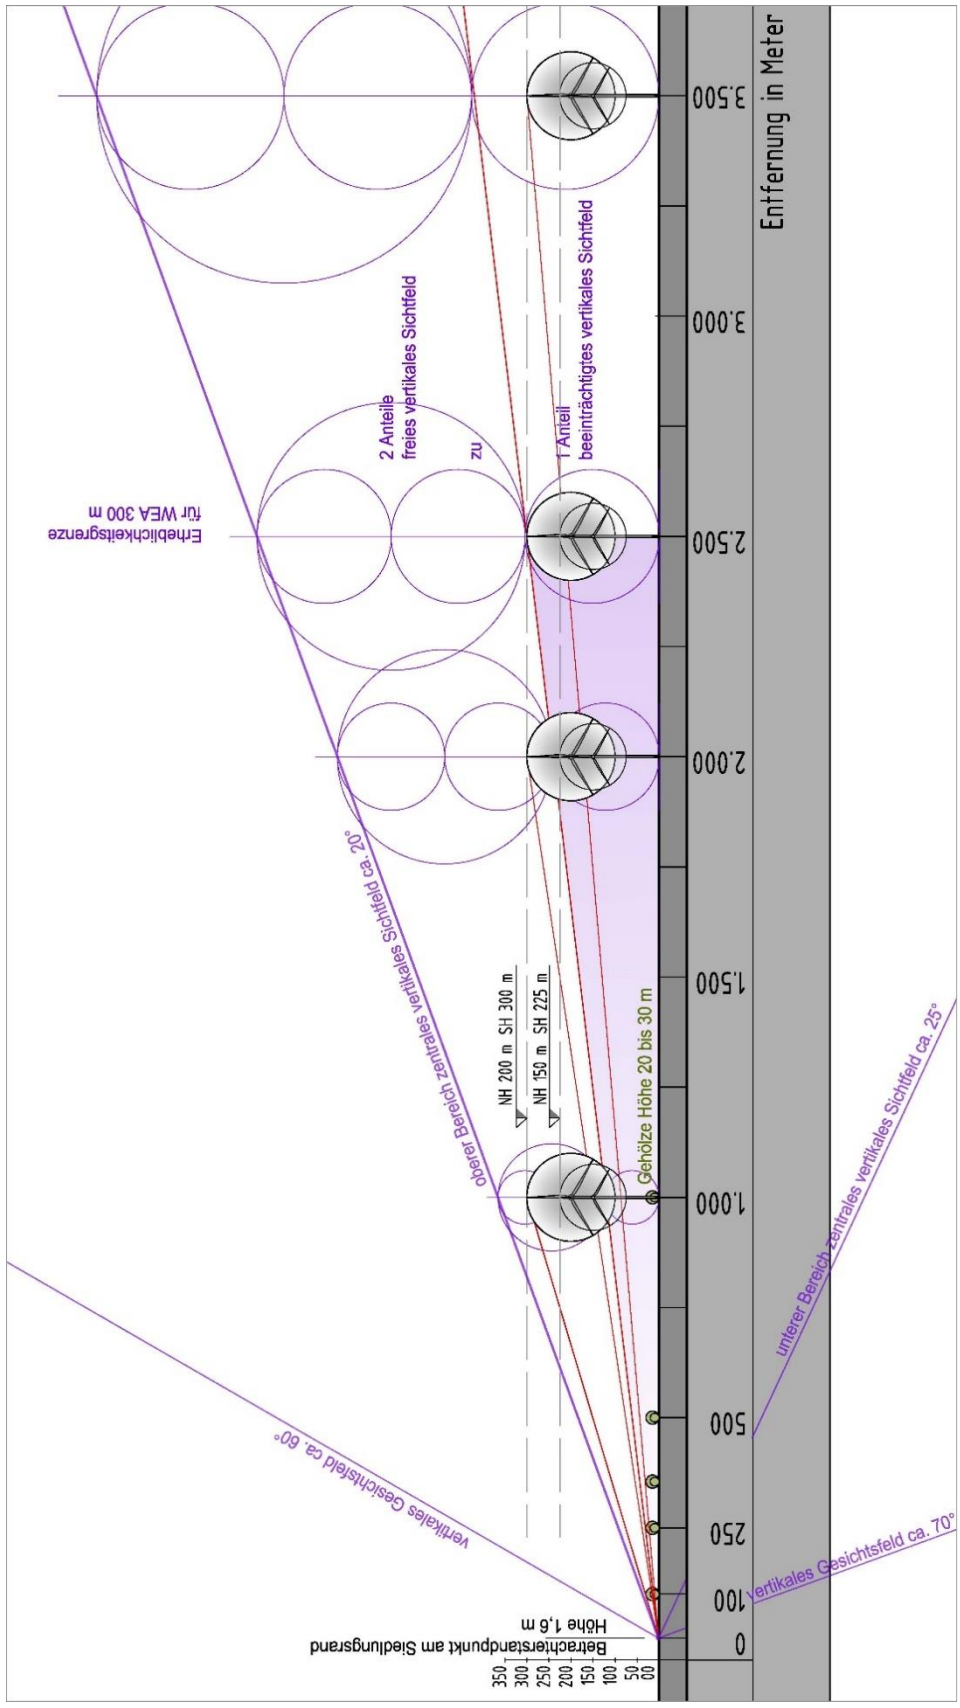 vertikales Gesichtsfeld ca. 60°
oberer Bereich zentrales vertikales Sichtfeld ca. 20°
Erheblichkeitsgrenze
für WEA 300 m
2 Anteile
freies vertikales Sichtfeld
zu
1 Anteil
beeinträchtigtes vertikales Sichtfeld
NH 200 m SH 300 m
NH 150 m SH 225 m
Gehölze Höhe 20 bis 30 m
Betrachterstandpunkt am Siedlungsrand
Höhe 1,6 m
350
300
250
200
150
100
50
00
0
100
250
500
1.000
1.500
2.000
2.500
3.000
3.500
Entfernung in Meter
unterer Bereich zentrales vertikales Sichtfeld ca. 25°
vertikales Gesichtsfeld ca. 70°